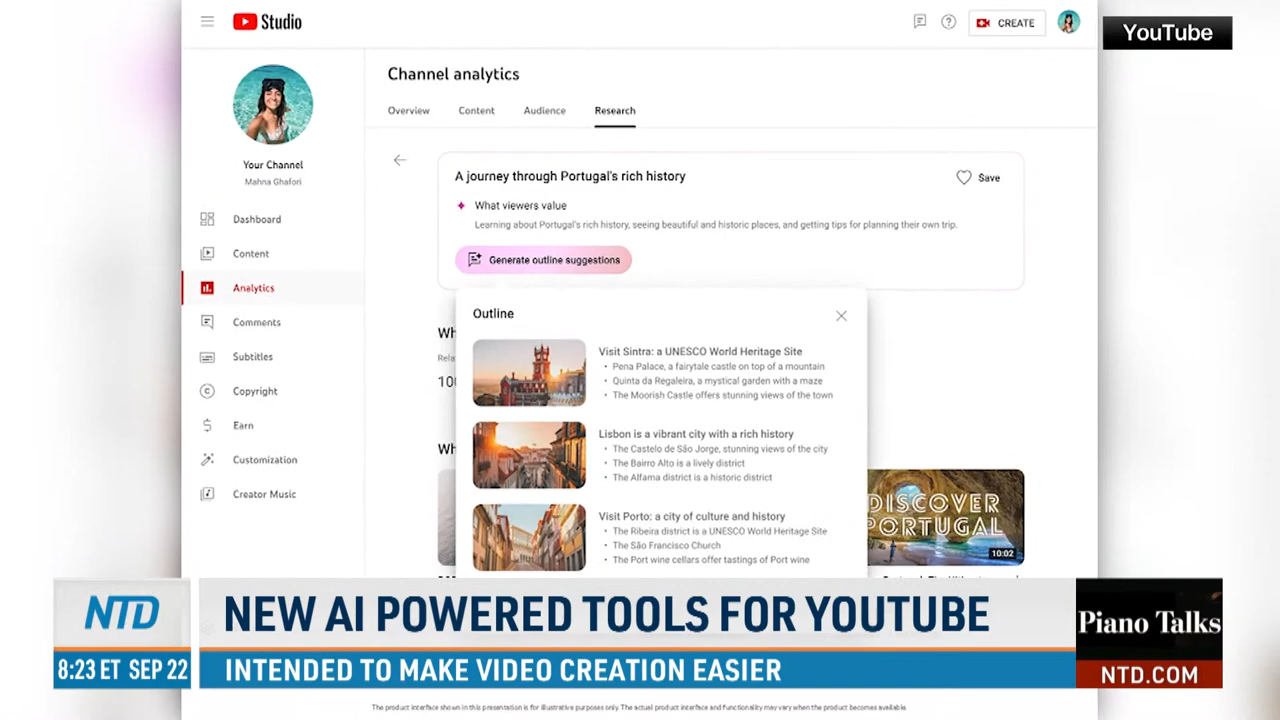 Studio
CREATE
YouTube
Channel analytics
Overview
Content
Audience
Research
Your Channel
Mahna Ghafori
Dashboard
Content
Analytics
Comments
Subtitles
Copyright
Earn
Customization
Creator Music
A journey through Portugal's rich history
Save
What viewers value
Learning about Portugal's rich history, seeing beautiful and historic places, and getting tips for planning their own trip.
Generate outline suggestions
Outline
Visit Sintra: a UNESCO World Heritage Site
• Pena Palace, a fairytale castle on top of a mountain
• Quinta da Regaleira, a mystical garden with a maze
• The Moorish Castle offers stunning views of the town
Lisbon is a vibrant city with a rich history
• The Castelo de São Jorge, stunning views of the city
• The Bairro Alto is a lively district
• The Alfama district is a historic district
Visit Porto: a city of culture and history
• The Ribeira district is a UNESCO World Heritage Site
• The São Francisco Church
• The Port wine cellars offer tastings of Port wine
DISCOVER
PORTUGAL
10:02
NTD
8:23 ET SEP 22
NEW AI POWERED TOOLS FOR YOUTUBE
INTENDED TO MAKE VIDEO CREATION EASIER
Piano Talks
NTD.COM
The product interface shown in this presentation is for illustrative purposes only. The actual product interface and functionality may vary when the product becomes available.